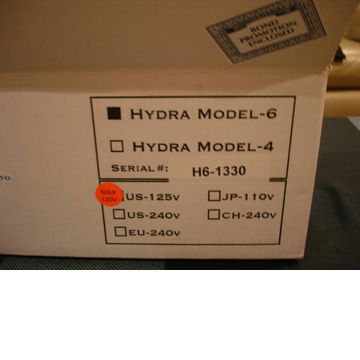 BOND
PROMOTION
ENCLOSED
HYDRA MODEL-6
HYDRA MODEL-4
SERIAL#: H6-1330
MAX
120V
US-125V JP-110V
US-240V CH-240V
EU-240V